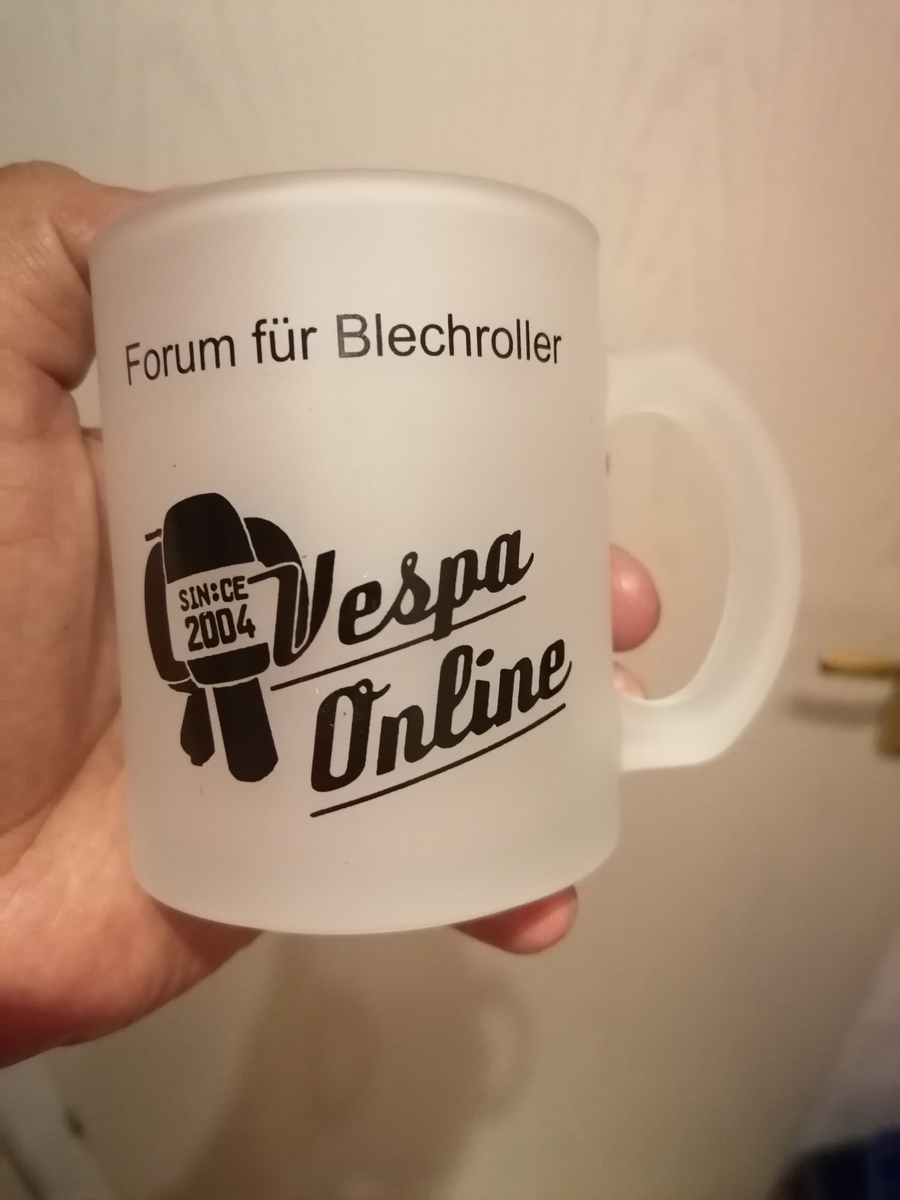 Forum für Blechroller
SIN:CE
2004
Vespa
Online